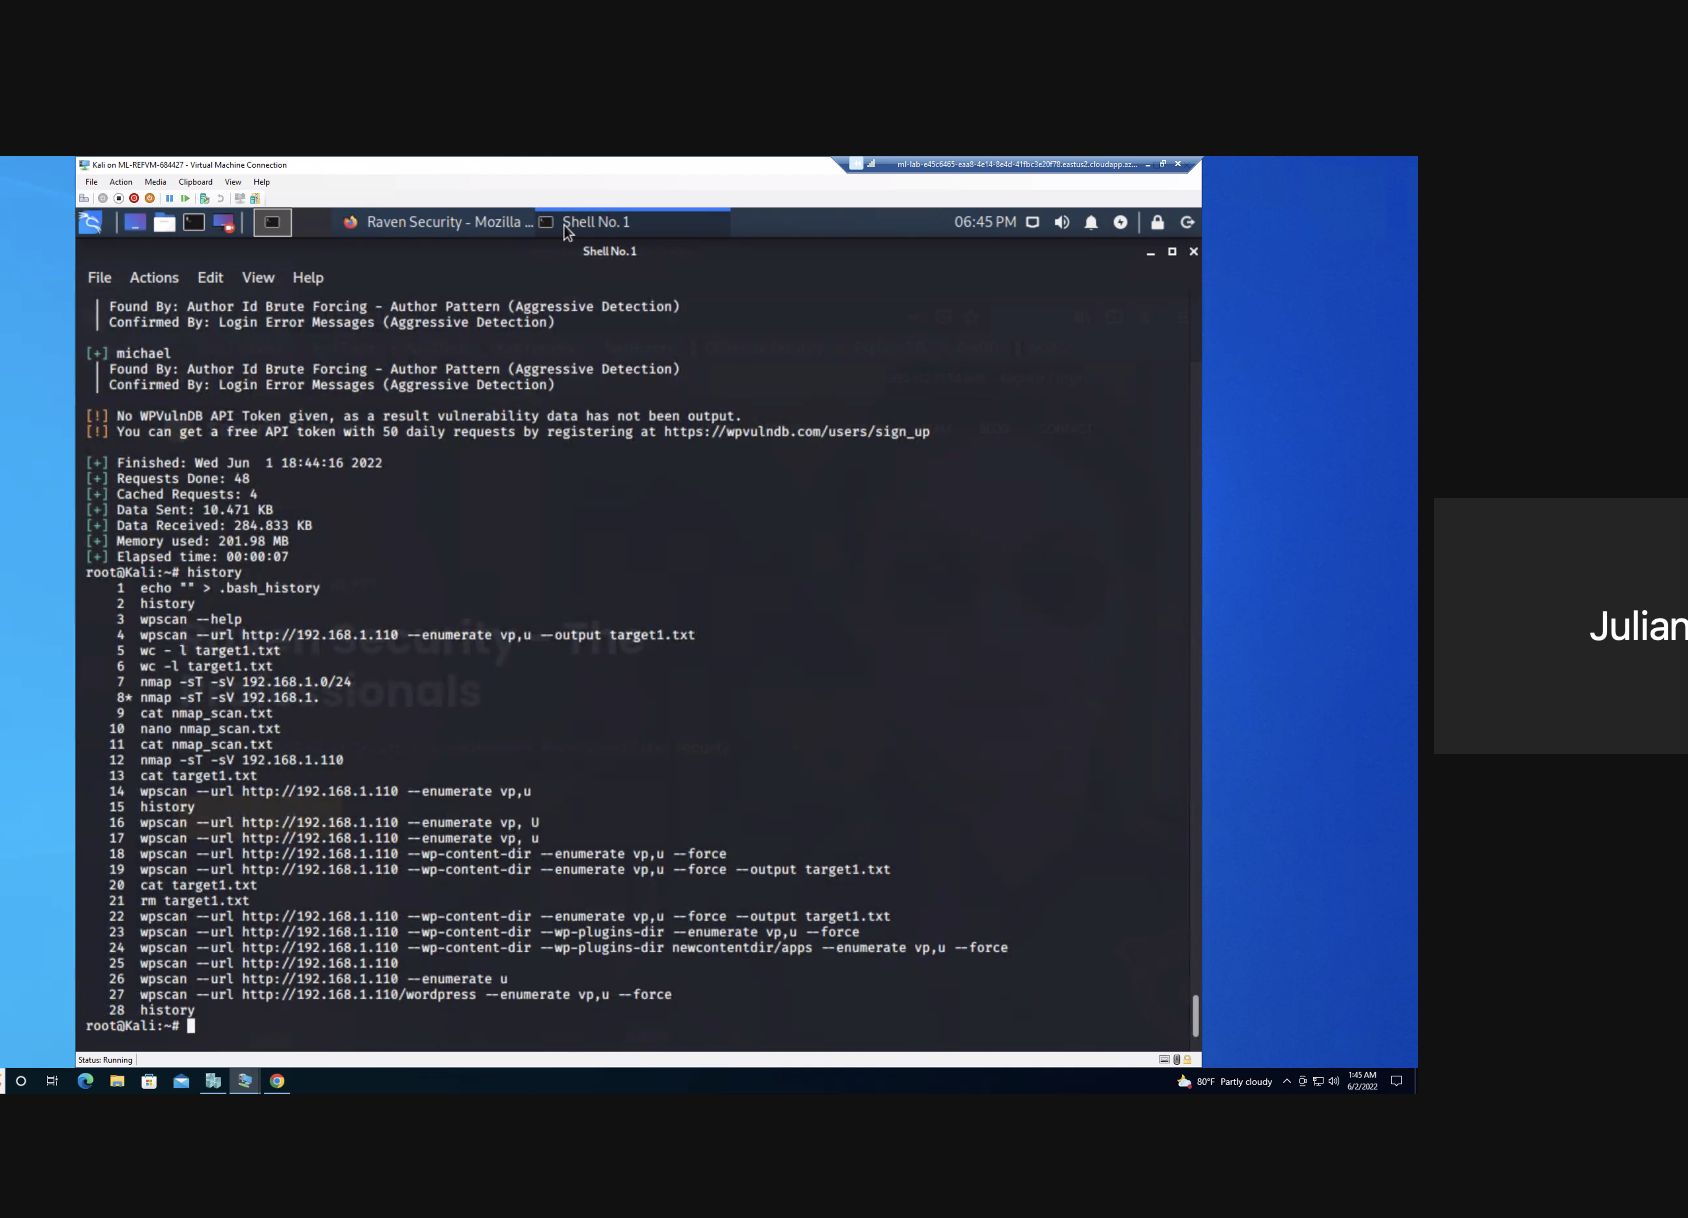 Kali on ML-REFVM-684427 - Virtual Machine Connection
ml-lab-e45c6465-eaa8-4e14-8e4d-41fbc3e20f78.eastus2.cloudapp.az...
File Action Media Clipboard View Help
Raven Security - Mozilla ...
Shell No. 1
06:45 PM
Shell No. 1
File Actions Edit View Help
| Found By: Author Id Brute Forcing - Author Pattern (Aggressive Detection)
| Confirmed By: Login Error Messages (Aggressive Detection)
[+] michael
| Found By: Author Id Brute Forcing - Author Pattern (Aggressive Detection)
| Confirmed By: Login Error Messages (Aggressive Detection)
[!] No WPVulnDB API Token given, as a result vulnerability data has not been output.
[!] You can get a free API token with 50 daily requests by registering at https://wpvulndb.com/users/sign_up
[+] Finished: Wed Jun  1 18:44:16 2022
[+] Requests Done: 48
[+] Cached Requests: 4
[+] Data Sent: 10.471 KB
[+] Data Received: 284.833 KB
[+] Memory used: 201.98 MB
[+] Elapsed time: 00:00:07
root@Kali:~# history
1 echo "" > .bash_history
2 history
3 wpscan --help
4 wpscan --url http://192.168.1.110 --enumerate vp,u --output target1.txt
5 wc - l target1.txt
6 wc -l target1.txt
7 nmap -sT -sV 192.168.1.0/24
8* nmap -sT -sV 192.168.1.
9 cat nmap_scan.txt
10 nano nmap_scan.txt
11 cat nmap_scan.txt
12 nmap -sT -sV 192.168.1.110
13 cat target1.txt
14 wpscan --url http://192.168.1.110 --enumerate vp,u
15 history
16 wpscan --url http://192.168.1.110 --enumerate vp, U
17 wpscan --url http://192.168.1.110 --enumerate vp, u
18 wpscan --url http://192.168.1.110 --wp-content-dir --enumerate vp,u --force
19 wpscan --url http://192.168.1.110 --wp-content-dir --enumerate vp,u --force --output target1.txt
20 cat target1.txt
21 rm target1.txt
22 wpscan --url http://192.168.1.110 --wp-content-dir --enumerate vp,u --force --output target1.txt
23 wpscan --url http://192.168.1.110 --wp-content-dir --wp-plugins-dir --enumerate vp,u --force
24 wpscan --url http://192.168.1.110 --wp-content-dir --wp-plugins-dir newcontentdir/apps --enumerate vp,u --force
25 wpscan --url http://192.168.1.110
26 wpscan --url http://192.168.1.110 --enumerate u
27 wpscan --url http://192.168.1.110/wordpress --enumerate vp,u --force
28 history
root@Kali:~#
Status: Running
80°F Partly cloudy
1:45 AM
6/2/2022
Julian